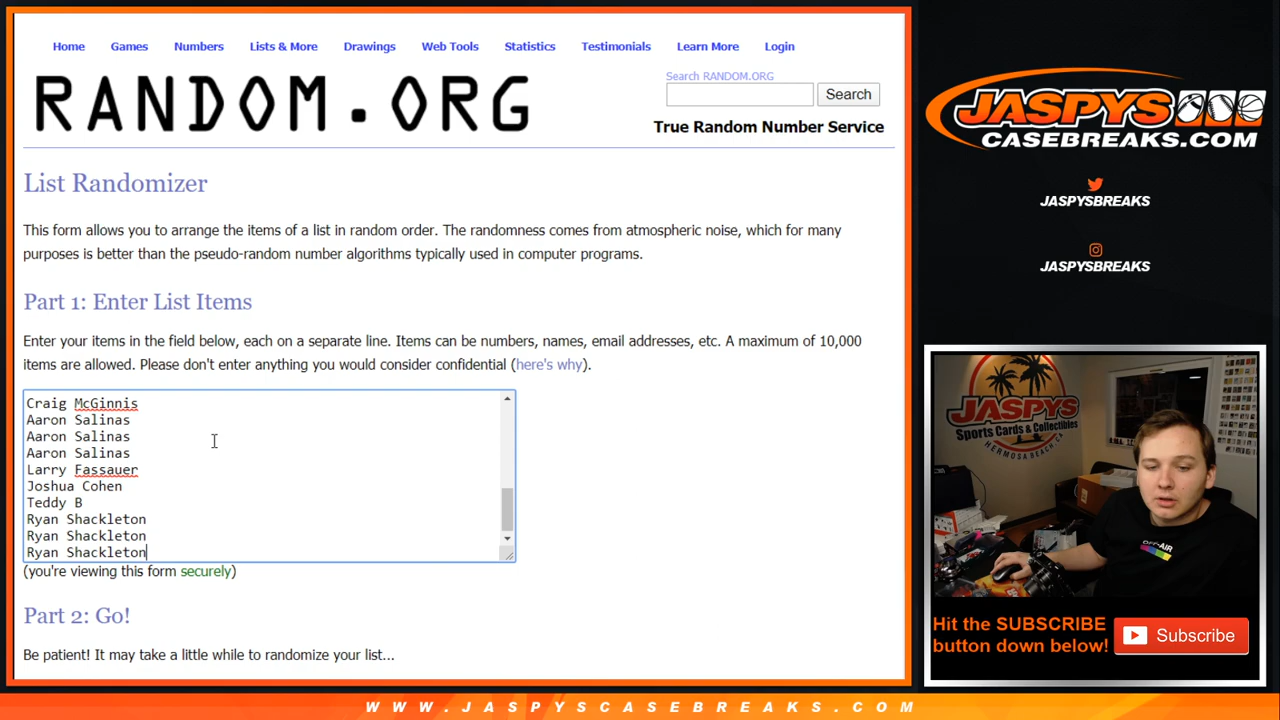 Home Games Numbers Lists & More Drawings Web Tools Statistics Testimonials Learn More Login
RANDOM.ORG
Search RANDOM.ORG
Search
True Random Number Service
List Randomizer
This form allows you to arrange the items of a list in random order. The randomness comes from atmospheric noise, which for many
purposes is better than the pseudo-random number algorithms typically used in computer programs.
Part 1: Enter List Items
Enter your items in the field below, each on a separate line. Items can be numbers, names, email addresses, etc. A maximum of 10,000
items are allowed. Please don't enter anything you would consider confidential (here's why).
Craig McGinnis
Aaron Salinas
Aaron Salinas
Aaron Salinas
Larry Fassauer
Joshua Cohen
Teddy B
Ryan Shackleton
Ryan Shackleton
Ryan Shackleton
(you're viewing this form securely)
Part 2: Go!
Be patient! It may take a little while to randomize your list...
JASPYS
CASEBREAKS.COM
JASPYSBREAKS
JASPYSBREAKS
JASPYS
Sports Cards & Collectibles
HERMOSA BEACH, CA
OFF-AIR
Hit the SUBSCRIBE
button down below!
Subscribe
WWW.JASPYSCASEBREAKS.COM